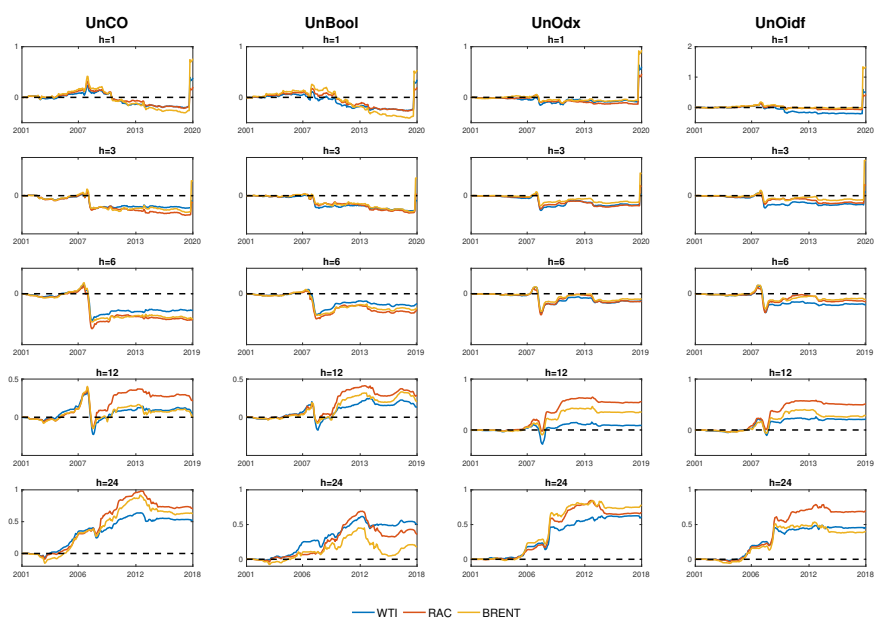 UnCO UnBool UnOdx UnOidf
h=1 h=1 h=1 h=1
1 1 1 2
1
0 0 0 0
2001 2007 2013 2020 2001 2007 2013 2020 2001 2007 2013 2020 2001 2007 2013 2020
h=3 h=3 h=3 h=3
0 0 0 0
2001 2007 2013 2020 2001 2007 2013 2020 2001 2007 2013 2020 2001 2007 2013 2020
h=6 h=6 h=6 h=6
0 0 0 0
2001 2007 2013 2019 2001 2007 2013 2019 2001 2007 2013 2019 2001 2007 2013 2019
h=12 h=12 h=12 h=12
0.5 0.5 1 1
0 0 0 0
2001 2007 2013 2019 2001 2007 2013 2019 2001 2007 2013 2019 2001 2007 2013 2019
h=24 h=24 h=24 h=24
1 1 1 1
0.5 0.5 0.5 0.5
0 0 0 0
2001 2006 2012 2018 2001 2006 2012 2018 2001 2006 2012 2018 2001 2006 2012 2018
WTI RAC BRENT